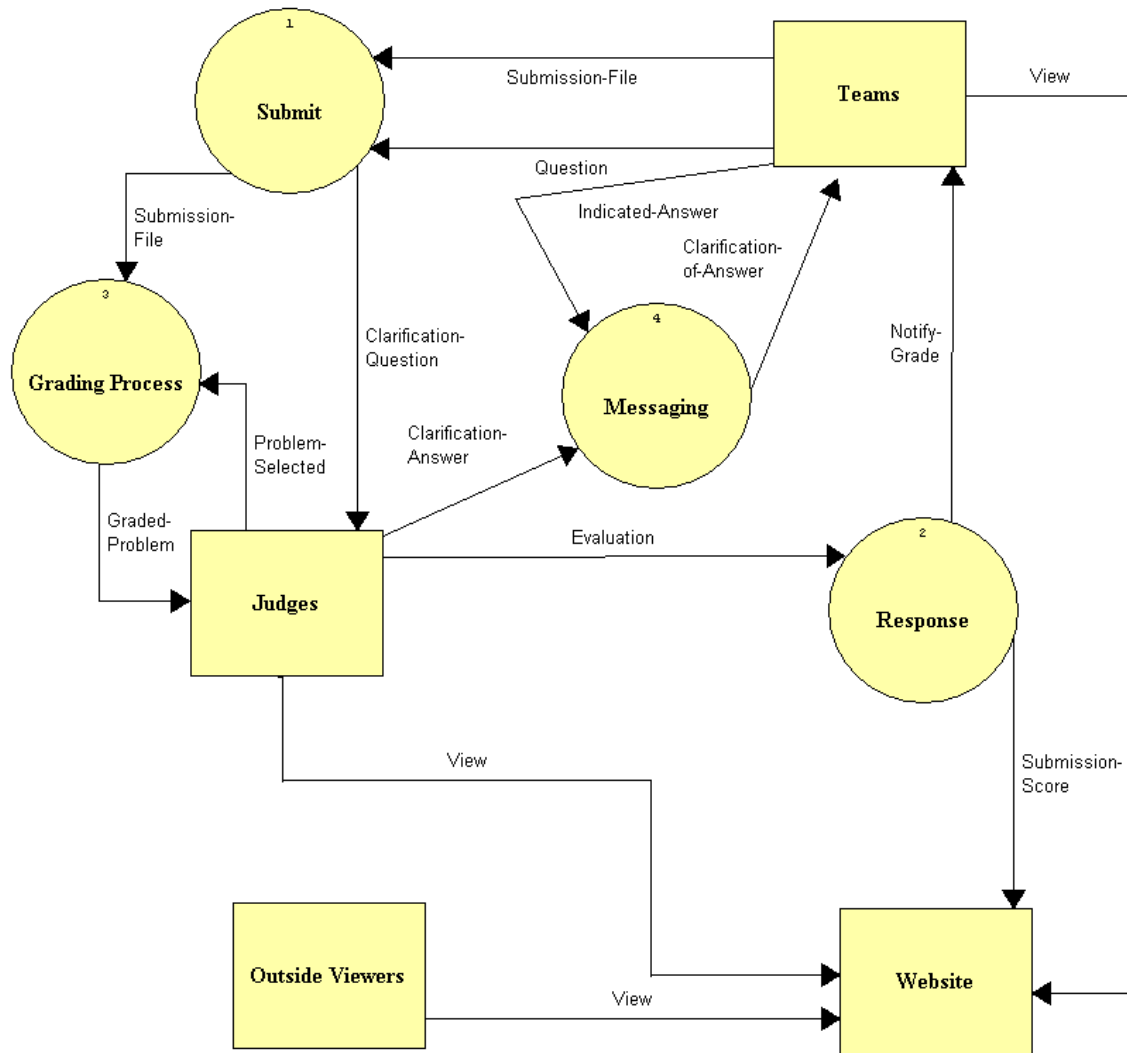 1
Submit
Submission-File
Teams
View
Question
Submission-
File
Indicated-Answer
Clarification-
of-Answer
3
Grading Process
Clarification-
Question
4
Messaging
Notify-
Grade
Problem-
Selected
Clarification-
Answer
Graded-
Problem
Evaluation
2
Response
Judges
View
Submission-
Score
Outside Viewers
View
Website